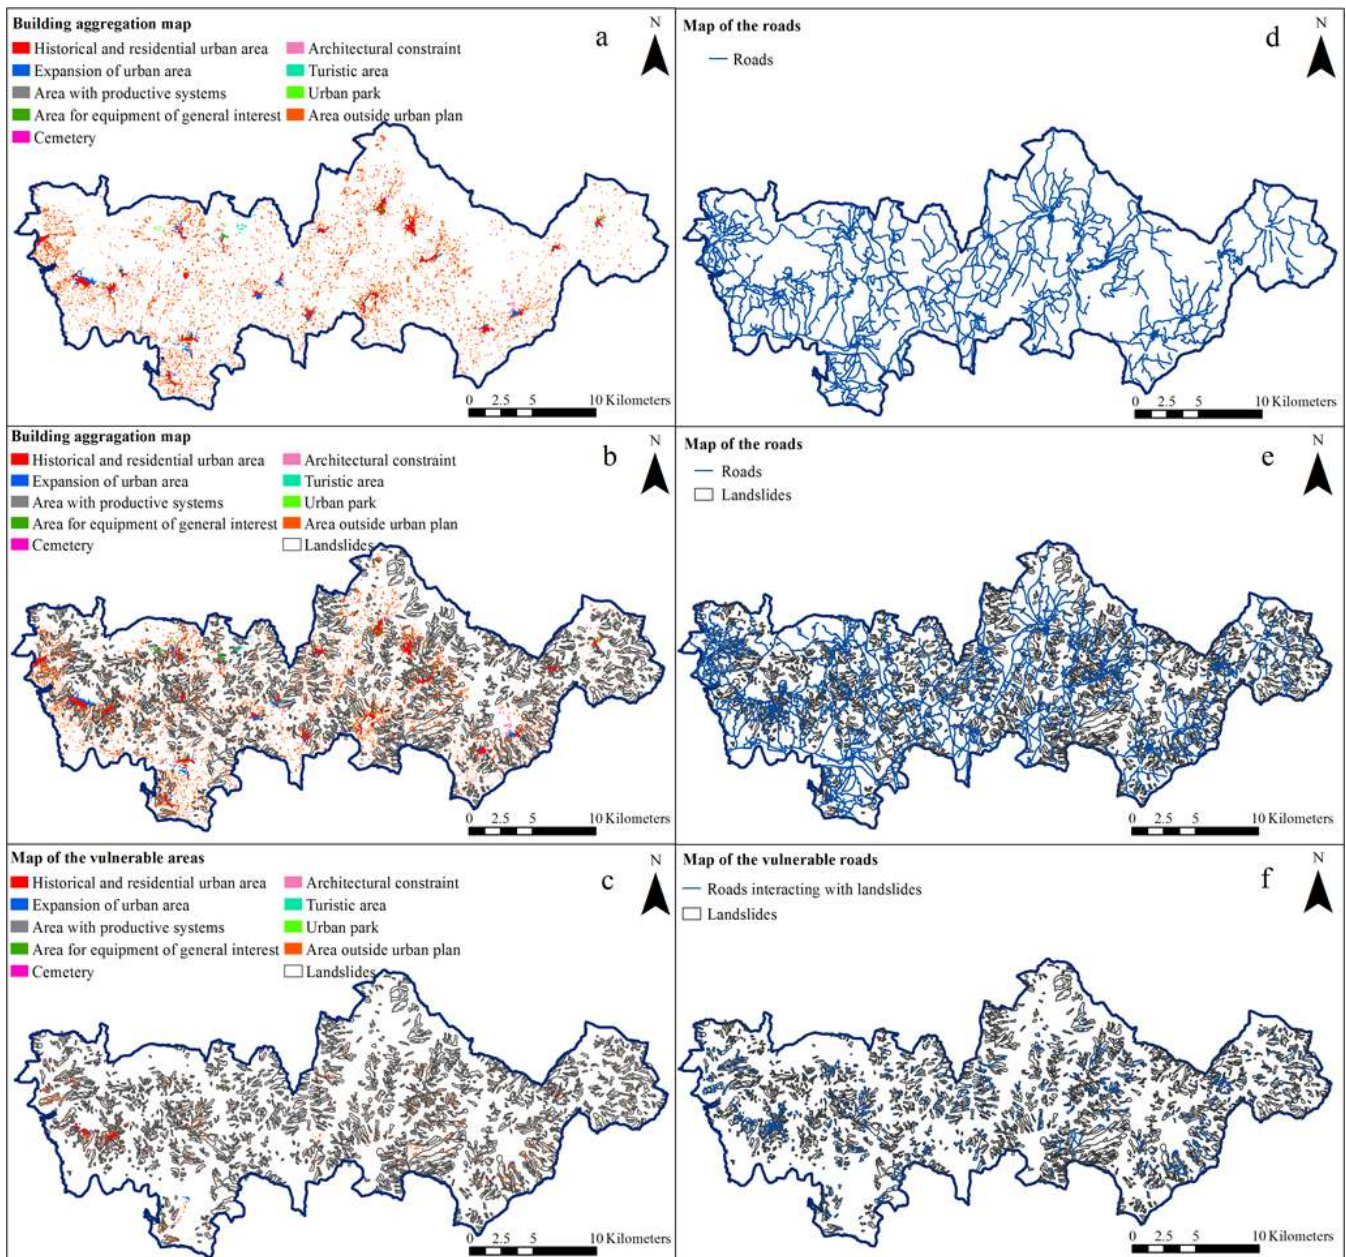 Building aggregation map
a
N
Historical and residential urban area
Architectural constraint
Expansion of urban area
Turistic area
Area with productive systems
Urban park
Area for equipment of general interest
Area outside urban plan
Cemetery
0 2.5 5 10 Kilometers
Map of the roads
d
N
Roads
0 2.5 5 10 Kilometers
Building aggragation map
b
N
Historical and residential urban area
Architectural constraint
Expansion of urban area
Turistic area
Area with productive systems
Urban park
Area for equipment of general interest
Area outside urban plan
Cemetery
Landslides
0 2.5 5 10 Kilometers
Map of the roads
e
N
Roads
Landslides
0 2.5 5 10 Kilometers
Map of the vulnerable areas
c
N
Historical and residential urban area
Architectural constraint
Expansion of urban area
Turistic area
Area with productive systems
Urban park
Area for equipment of general interest
Area outside urban plan
Cemetery
Landslides
0 2.5 5 10 Kilometers
Map of the vulnerable roads
f
N
Roads interacting with landslides
Landslides
0 2.5 5 10 Kilometers